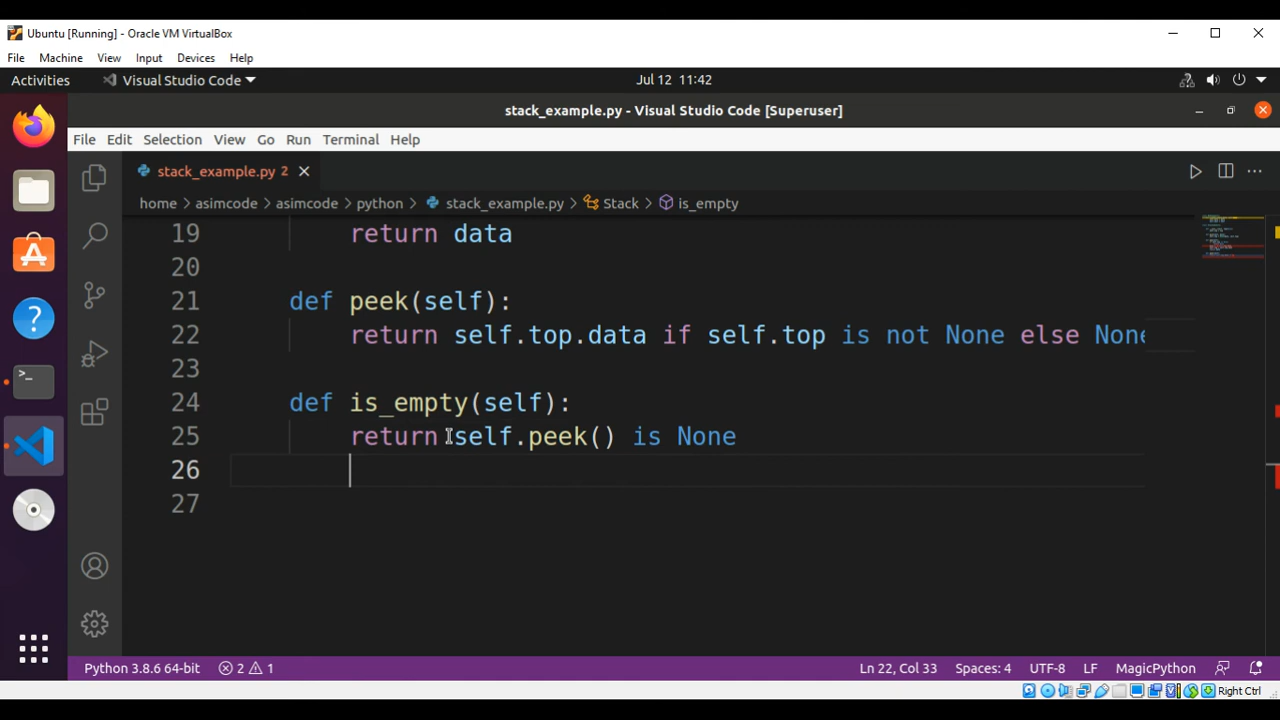 Ubuntu [Running] - Oracle VM VirtualBox
File Machine View Input Devices Help
Activities Visual Studio Code Jul 12 11:42
stack_example.py - Visual Studio Code [Superuser]
File Edit Selection View Go Run Terminal Help
stack_example.py 2
home > asimcode > asimcode > python > stack_example.py > Stack > is_empty
19 return data
20
21 def peek(self):
22 return self.top.data if self.top is not None else None
23
24 def is_empty(self):
25 return self.peek() is None
26
27
Python 3.8.6 64-bit 2 1 Ln 22, Col 33 Spaces: 4 UTF-8 LF MagicPython
Right Ctrl